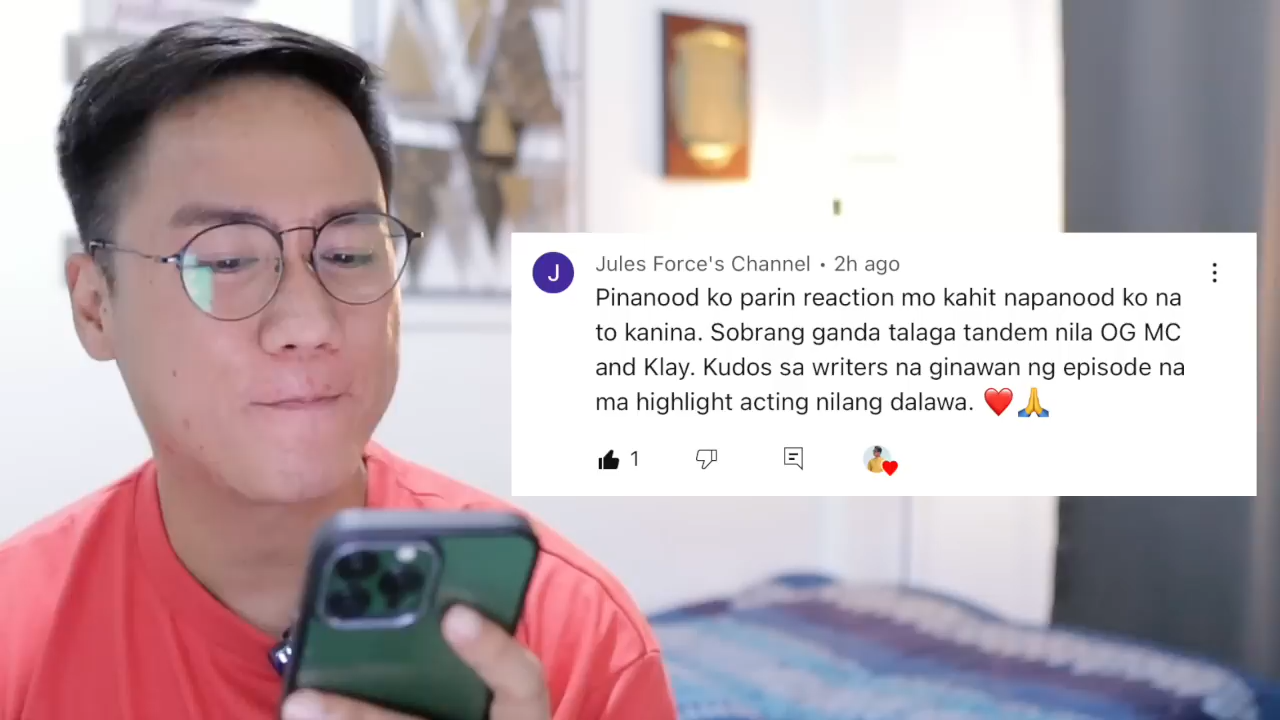 J
Jules Force's Channel • 2h ago
Pinanood ko parin reaction mo kahit napanood ko na
to kanina. Sobrang ganda talaga tandem nila OG MC
and Klay. Kudos sa writers na ginawan ng episode na
ma highlight acting nilang dalawa. ❤️🙏
1